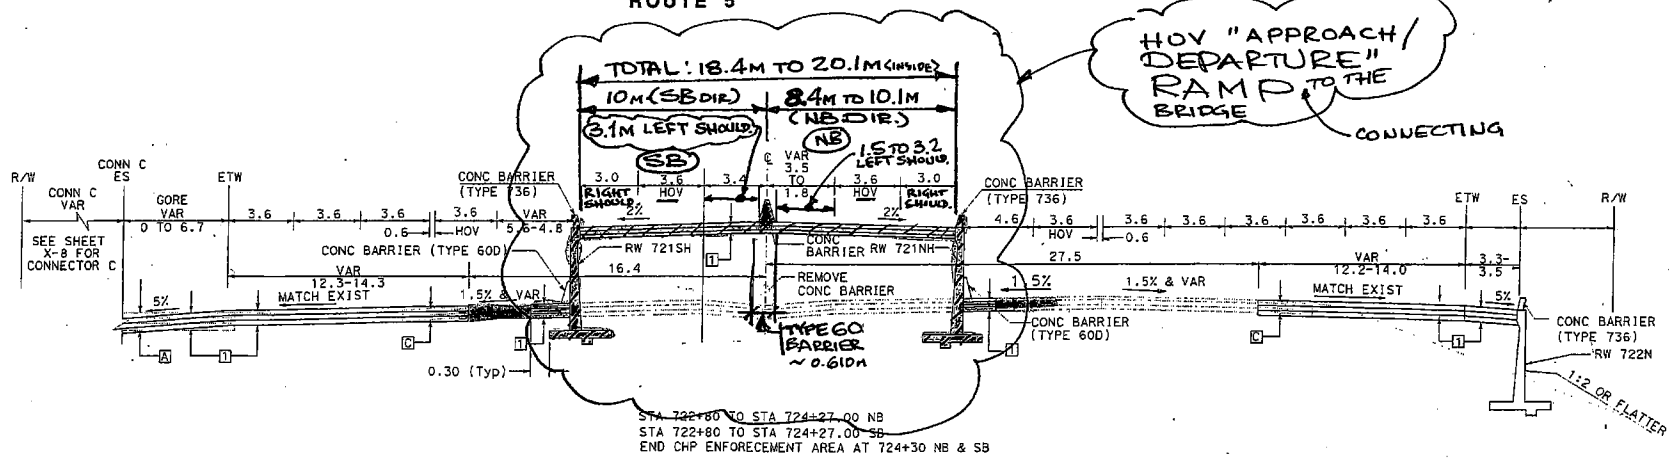 ROUTE 5
HOV "APPROACH/
DEPARTURE"
RAMP TO THE
BRIDGE
CONNECTING
TOTAL: 18.4M TO 20.1M (INSIDE)
10M (SB DIR)
8.4M TO 10.1M
(NB DIR.)
3.1M LEFT SHOULD.
NB
SB
1.5 TO 3.2
LEFT SHOULD.
R/W
CONN C
VAR
SEE SHEET
X-8 FOR
CONNECTOR C
CONN C
ES
GORE
VAR
0 TO 6.7
ETW
3.6
3.6
3.6
0.6
3.6
HOV
VAR
5.6-4.8
CONC BARRIER
(TYPE 736)
3.0
RIGHT
SHOULD.
3.6
HOV
3.4
℄
VAR
3.5
TO
1.8
3.6
HOV
3.0
RIGHT
SHOULD.
CONC BARRIER
(TYPE 736)
2%
2%
4.6
3.6
HOV
0.6
3.6
3.6
3.6
3.6
3.6
ETW
ES
R/W
CONC BARRIER (TYPE 60D)
RW 721SH
1
CONC
BARRIER
RW 721NH
VAR
12.3-14.3
MATCH EXIST
16.4
REMOVE
CONC BARRIER
27.5
VAR
12.2-14.0
MATCH EXIST
3.3-
3.5
5%
1.5% & VAR
1.5%
1.5% & VAR
5%
A
1
C
1
TYPE 60
BARRIER
~ 0.610M
1
CONC BARRIER
(TYPE 60D)
C
1
CONC BARRIER
(TYPE 736)
RW 722N
1:2 OR FLATTER
0.30 (Typ)
STA 722+80 TO STA 724+27.00 NB
STA 722+80 TO STA 724+27.00 SB
END CHP ENFORECEMENT AREA AT 724+30 NB & SB